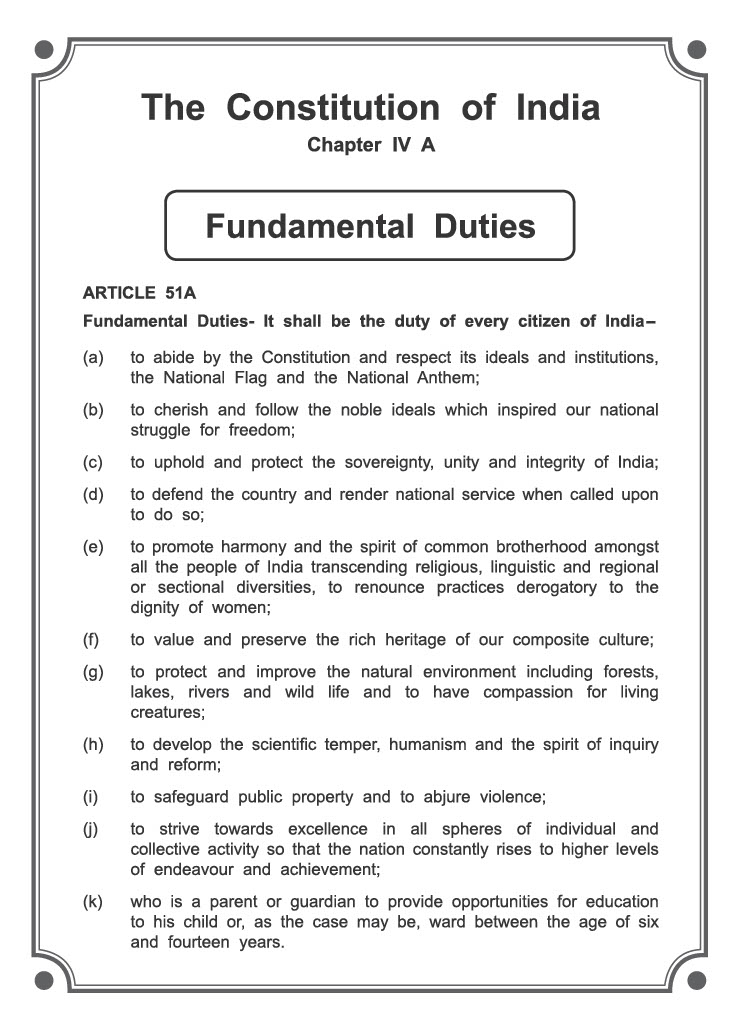 The Constitution of India
Chapter IV A
Fundamental Duties
ARTICLE 51A
Fundamental Duties- It shall be the duty of every citizen of India–
(a) to abide by the Constitution and respect its ideals and institutions,
the National Flag and the National Anthem;
(b) to cherish and follow the noble ideals which inspired our national
struggle for freedom;
(c) to uphold and protect the sovereignty, unity and integrity of India;
(d) to defend the country and render national service when called upon
to do so;
(e) to promote harmony and the spirit of common brotherhood amongst
all the people of India transcending religious, linguistic and regional
or sectional diversities, to renounce practices derogatory to the
dignity of women;
(f) to value and preserve the rich heritage of our composite culture;
(g) to protect and improve the natural environment including forests,
lakes, rivers and wild life and to have compassion for living
creatures;
(h) to develop the scientific temper, humanism and the spirit of inquiry
and reform;
(i) to safeguard public property and to abjure violence;
(j) to strive towards excellence in all spheres of individual and
collective activity so that the nation constantly rises to higher levels
of endeavour and achievement;
(k) who is a parent or guardian to provide opportunities for education
to his child or, as the case may be, ward between the age of six
and fourteen years.